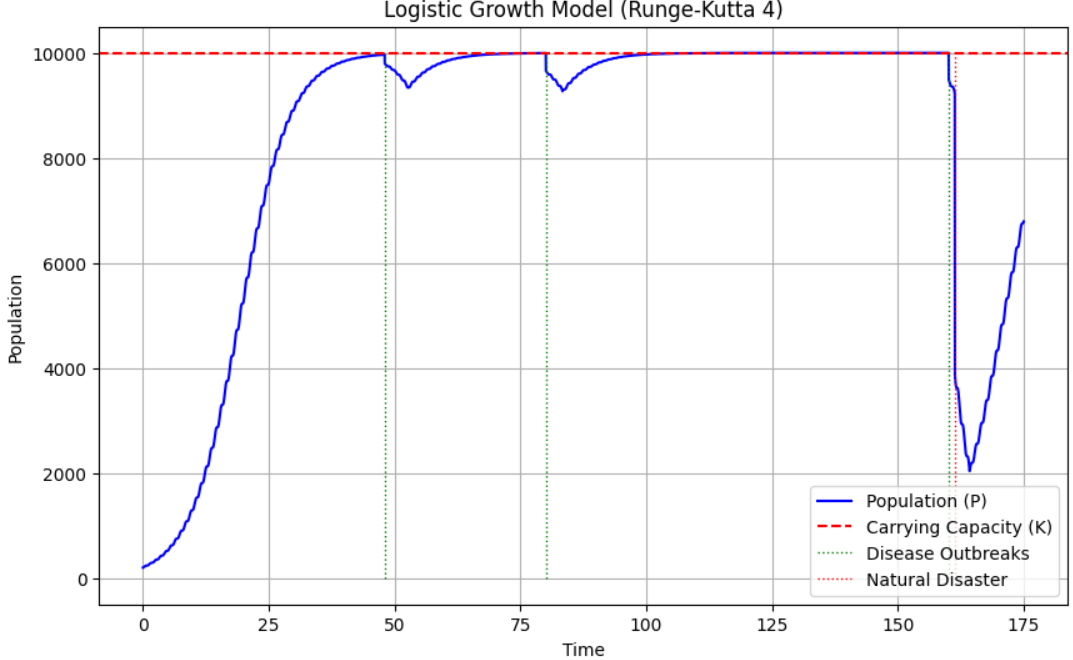 Logistic Growth Model (Runge-Kutta 4)
Population
10000
8000
6000
4000
2000
0
0 25 50 75 100 125 150 175
Time
Population (P)
Carrying Capacity (K)
Disease Outbreaks
Natural Disaster